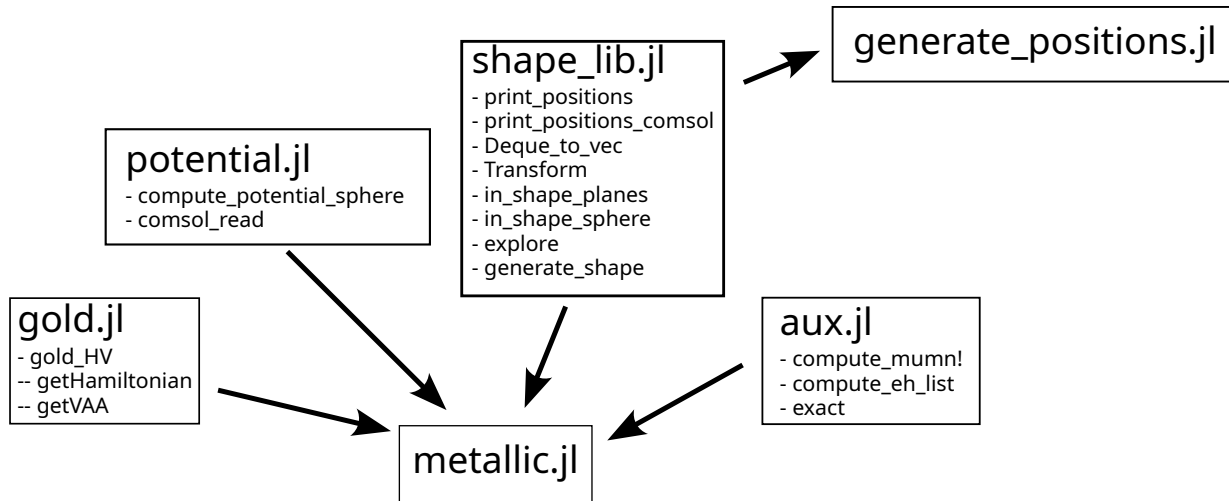 generate_positions.jl
shape_lib.jl
- print_positions
- print_positions_comsol
- Deque_to_vec
- Transform
- in_shape_planes
- in_shape_sphere
- explore
- generate_shape
potential.jl
- compute_potential_sphere
- comsol_read
gold.jl
- gold_HV
-- getHamiltonian
-- getVAA
aux.jl
- compute_mumn!
- compute_eh_list
- exact
metallic.jl